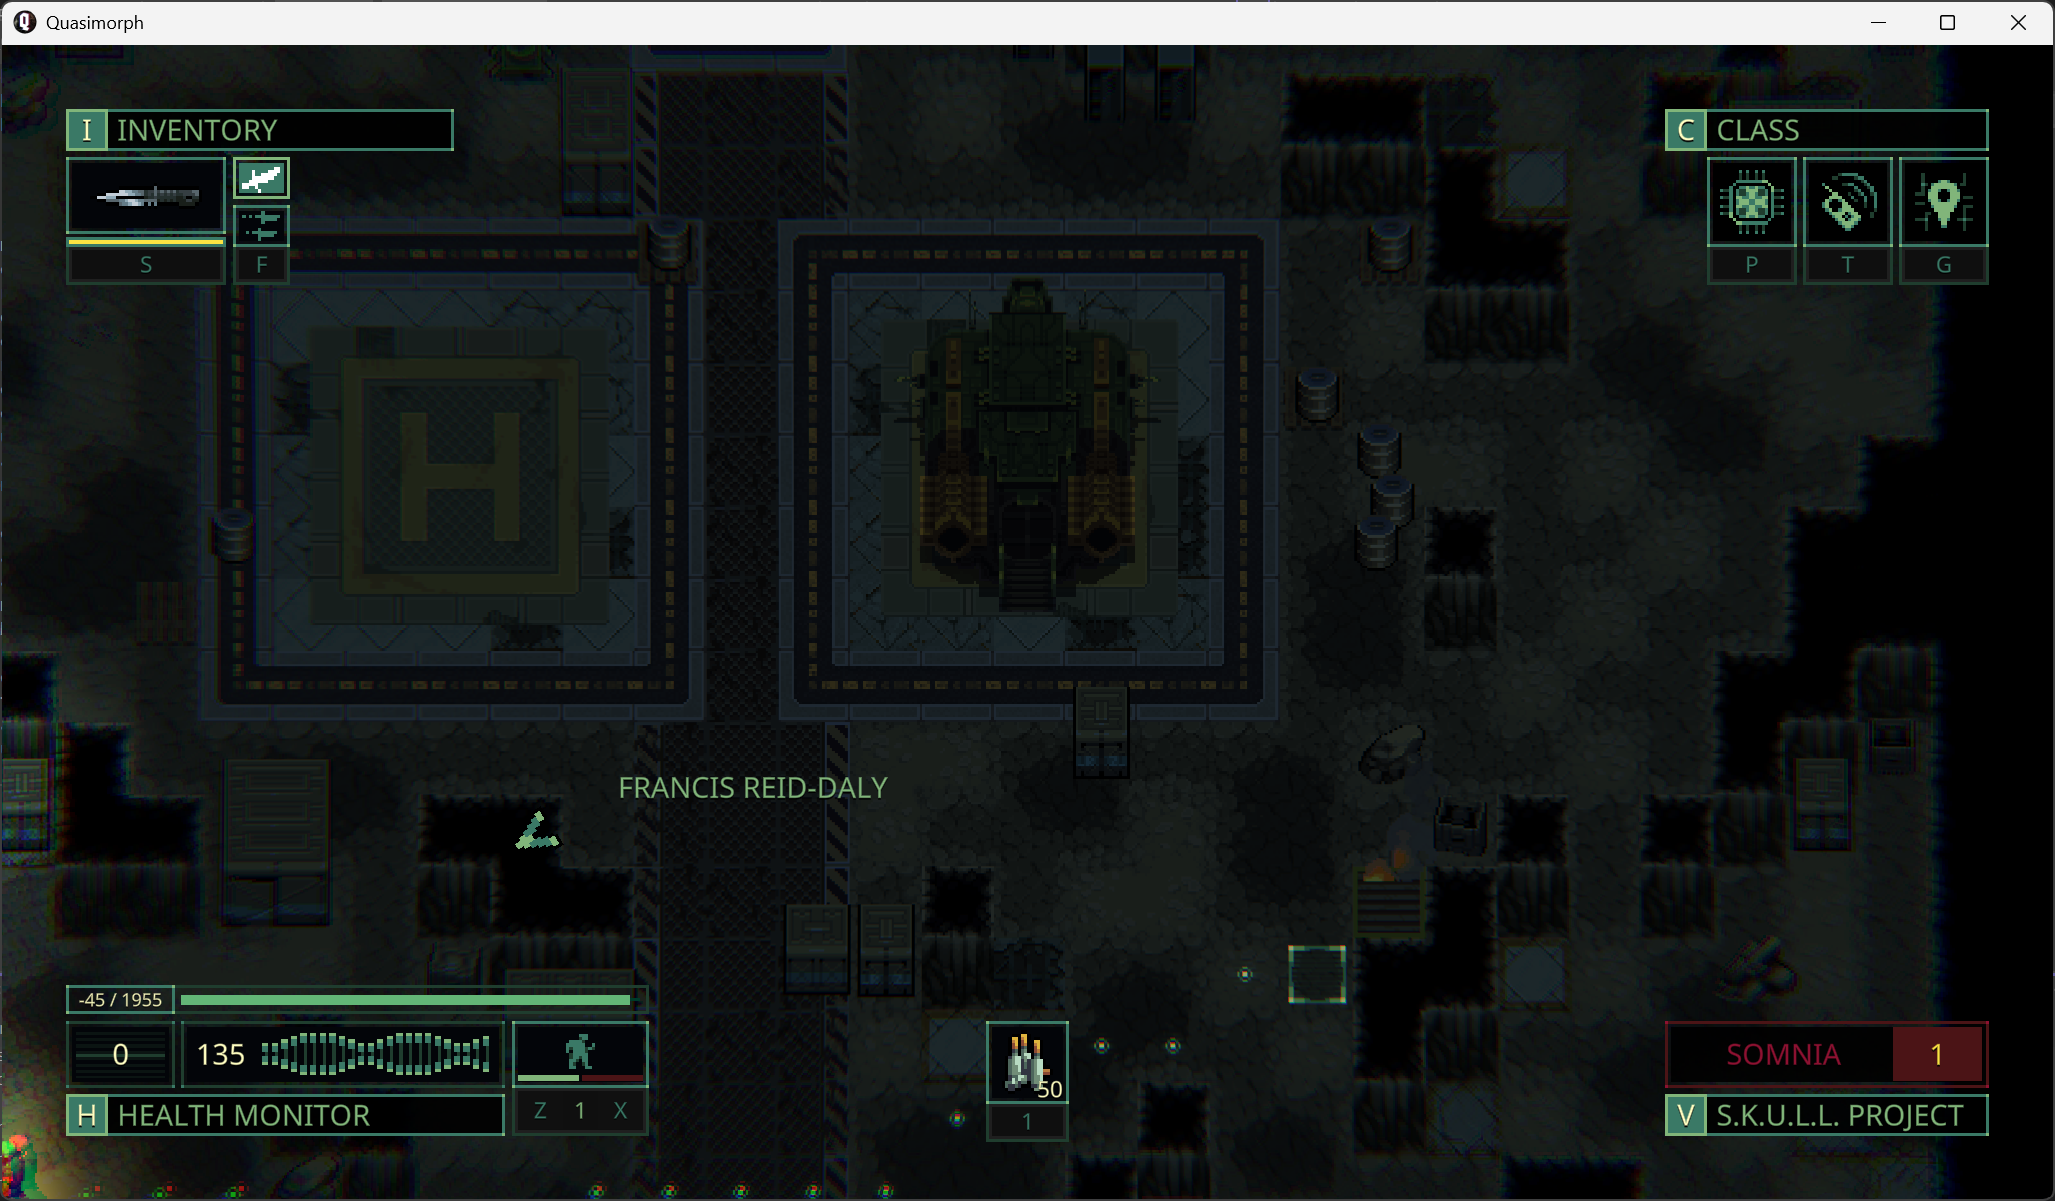 Quasimorph
I INVENTORY
S
F
C CLASS
P
T
G
H
FRANCIS REID-DALY
-45 / 1955
0
135
Z 1 X
H HEALTH MONITOR
50
1
SOMNIA 1
V S.K.U.L.L. PROJECT